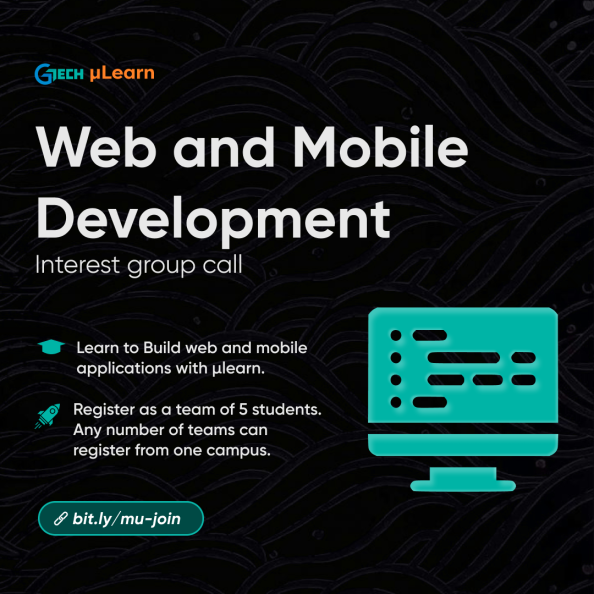 GTECH µLearn
Web and Mobile
Development
Interest group call
Learn to Build web and mobile
applications with µlearn.
Register as a team of 5 students.
Any number of teams can
register from one campus.
bit.ly/mu-join